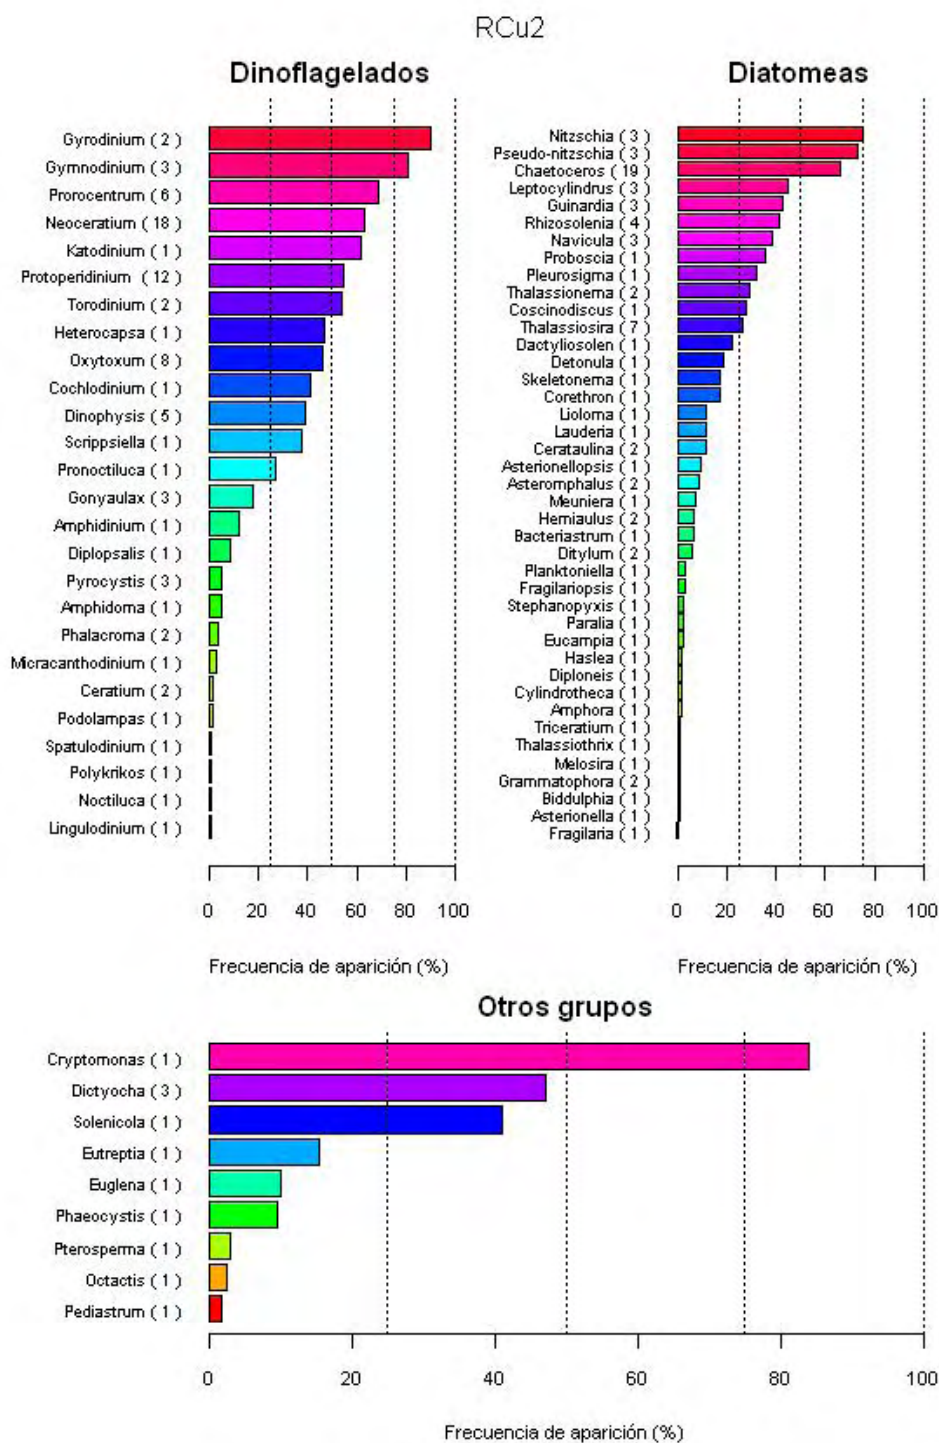 RCu2
Dinoflagelados
Gyrodinium ( 2 )
Gymnodinium ( 3 )
Prorocentrum ( 6 )
Neoceratium ( 18 )
Katodinium ( 1 )
Protoperidinium ( 12 )
Torodinium ( 2 )
Heterocapsa ( 1 )
Oxytoxum ( 8 )
Cochlodinium ( 1 )
Dinophysis ( 5 )
Scrippsiella ( 1 )
Pronoctiluca ( 1 )
Gonyaulax ( 3 )
Amphidinium ( 1 )
Diplopsalis ( 1 )
Pyrocystis ( 3 )
Amphidoma ( 1 )
Phalacroma ( 2 )
Micracanthodinium ( 1 )
Ceratium ( 2 )
Podolampas ( 1 )
Spatulodinium ( 1 )
Polykrikos ( 1 )
Noctiluca ( 1 )
Lingulodinium ( 1 )
0 20 40 60 80 100
Frecuencia de aparición (%)
Diatomeas
Nitzschia ( 3 )
Pseudo-nitzschia ( 3 )
Chaetoceros ( 19 )
Leptocylindrus ( 3 )
Guinardia ( 3 )
Rhizosolenia ( 4 )
Navicula ( 3 )
Proboscia ( 1 )
Pleurosigma ( 1 )
Thalassionema ( 2 )
Coscinodiscus ( 1 )
Thalassiosira ( 7 )
Dactyliosolen ( 1 )
Detonula ( 1 )
Skeletonema ( 1 )
Corethron ( 1 )
Lioloma ( 1 )
Lauderia ( 1 )
Cerataulina ( 2 )
Asterionellopsis ( 1 )
Asteromphalus ( 2 )
Meuniera ( 1 )
Hemiaulus ( 2 )
Bacteriastrum ( 1 )
Ditylum ( 2 )
Planktoniella ( 1 )
Fragilariopsis ( 1 )
Stephanopyxis ( 1 )
Paralia ( 1 )
Eucampia ( 1 )
Haslea ( 1 )
Diploneis ( 1 )
Cylindrotheca ( 1 )
Amphora ( 1 )
Triceratium ( 1 )
Thalassiothrix ( 1 )
Melosira ( 1 )
Grammatophora ( 2 )
Biddulphia ( 1 )
Asterionella ( 1 )
Fragilaria ( 1 )
0 20 40 60 80 100
Frecuencia de aparición (%)
Otros grupos
Cryptomonas ( 1 )
Dictyocha ( 3 )
Solenicola ( 1 )
Eutreptia ( 1 )
Euglena ( 1 )
Phaeocystis ( 1 )
Pterosperma ( 1 )
Octactis ( 1 )
Pediastrum ( 1 )
0 20 40 60 80 100
Frecuencia de aparición (%)